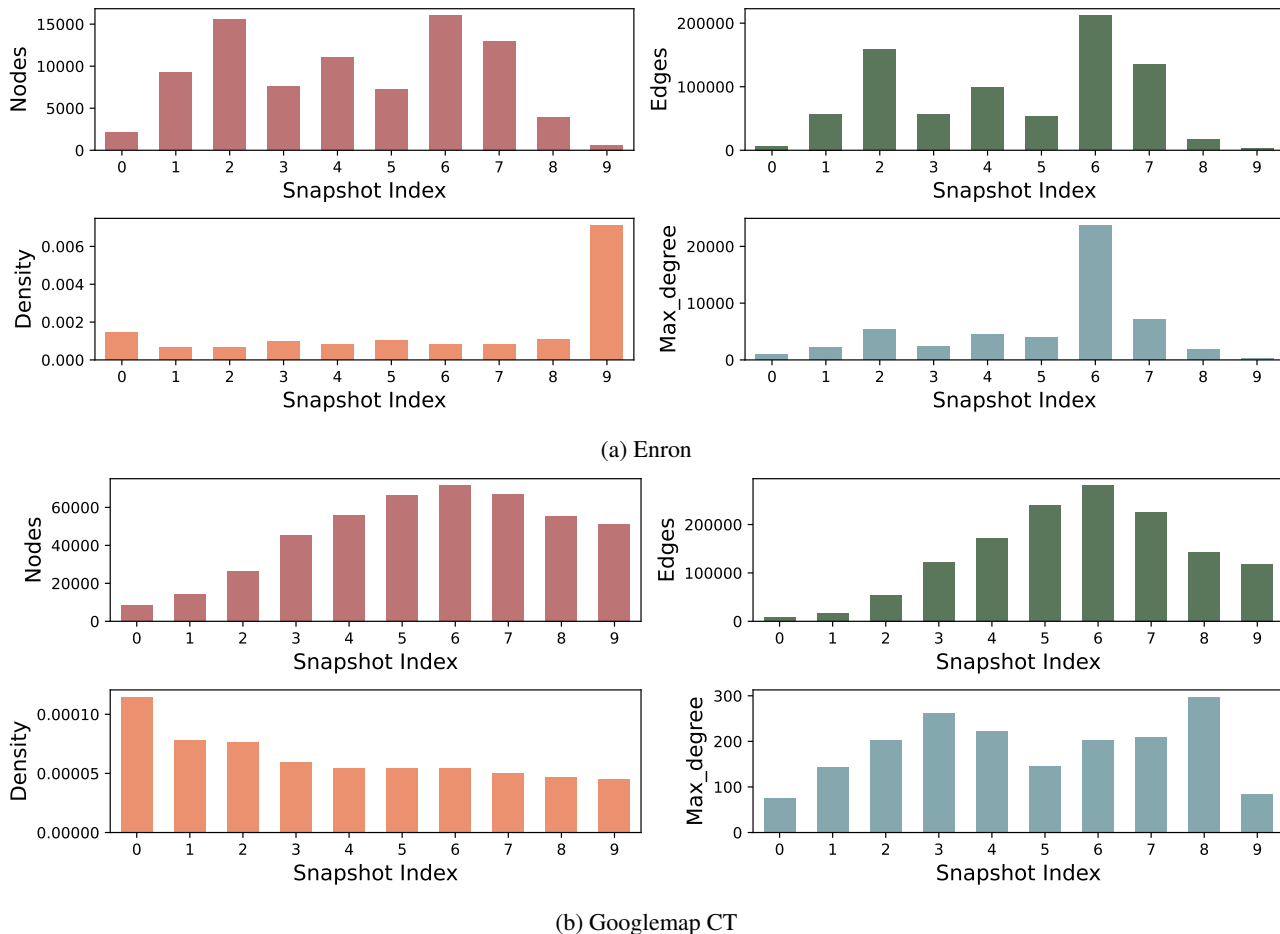 Nodes
15000
10000
5000
0
0 1 2 3 4 5 6 7 8 9
Snapshot Index
Edges
200000
100000
0
0 1 2 3 4 5 6 7 8 9
Snapshot Index
Density
0.006
0.004
0.002
0.000
0 1 2 3 4 5 6 7 8 9
Snapshot Index
Max_degree
20000
10000
0
0 1 2 3 4 5 6 7 8 9
Snapshot Index
(a) Enron
Nodes
60000
40000
20000
0
0 1 2 3 4 5 6 7 8 9
Snapshot Index
Edges
200000
100000
0
0 1 2 3 4 5 6 7 8 9
Snapshot Index
Density
0.00010
0.00005
0.00000
0 1 2 3 4 5 6 7 8 9
Snapshot Index
Max_degree
300
200
100
0
0 1 2 3 4 5 6 7 8 9
Snapshot Index
(b) Googlemap CT